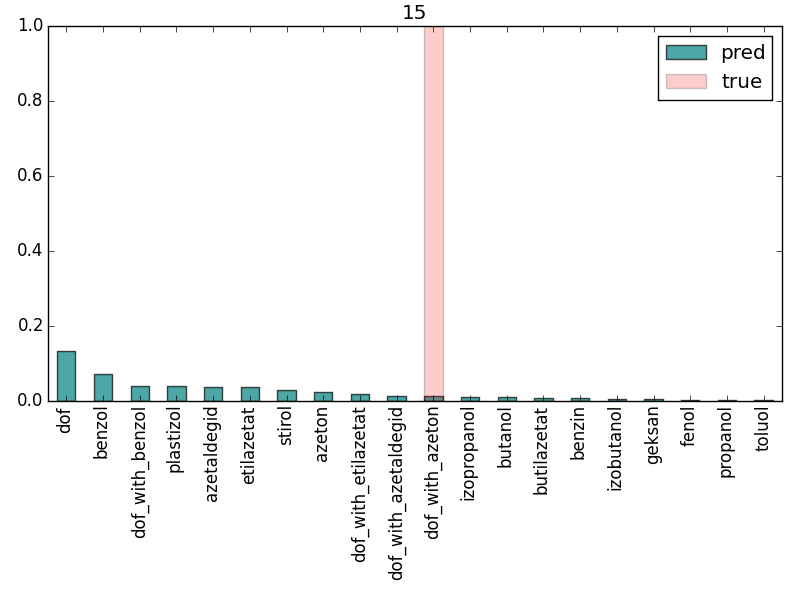 15
1.0
0.8
0.6
0.4
0.2
0.0
pred
true
dof
benzol
dof_with_benzol
plastizol
azetaldegid
etilazetat
stirol
azeton
dof_with_etilazetat
dof_with_azetaldegid
dof_with_azeton
izopropanol
butanol
butilazetat
benzin
izobutanol
geksan
fenol
propanol
toluol